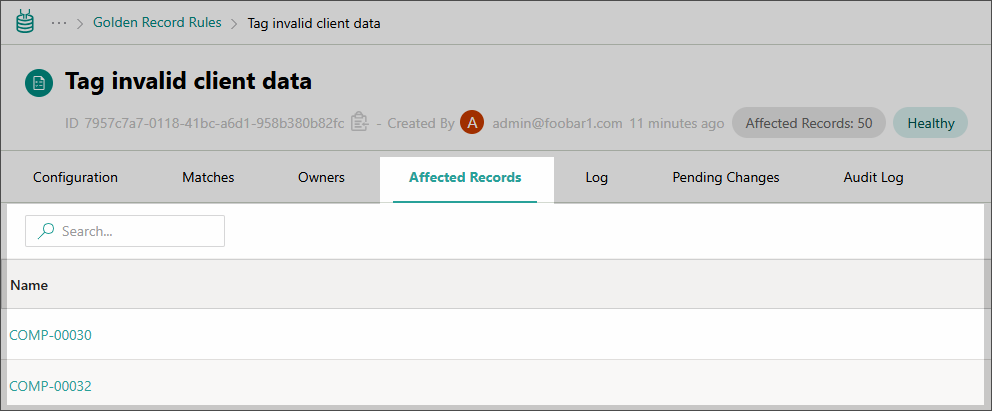 ··· > Golden Record Rules > Tag invalid client data
Tag invalid client data
ID 7957c7a7-0118-41bc-a6d1-958b380b82fc - Created By A admin@foobar1.com 11 minutes ago Affected Records: 50 Healthy
Configuration Matches Owners Affected Records Log Pending Changes Audit Log
Search...
Name
COMP-00030
COMP-00032